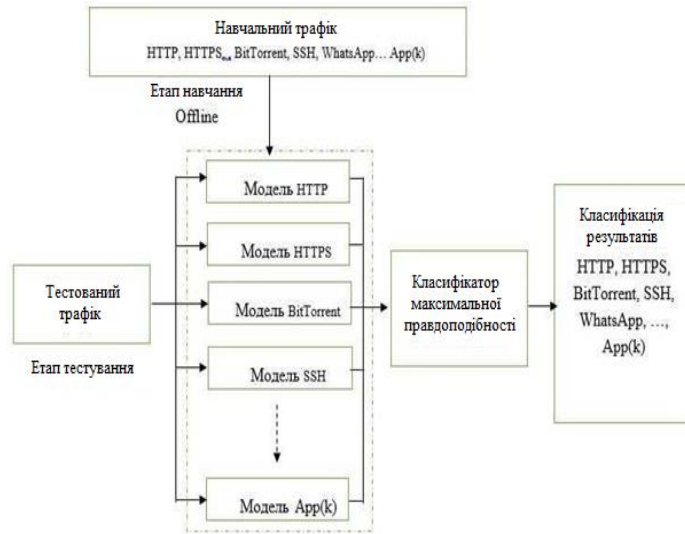 Навчальний трафік
HTTP, HTTPS, BitTorrent, SSH, WhatsApp... App(k)
Етап навчання
Offline
Модель HTTP
Модель HTTPS
Модель BitTorrent
Модель SSH
Модель App(k)
Тестований
трафік
Етап тестування
Класифікатор
максимальної
правдоподібності
Класифікація
результатів
HTTP, HTTPS,
BitTorrent, SSH,
WhatsApp, ...,
App(k)